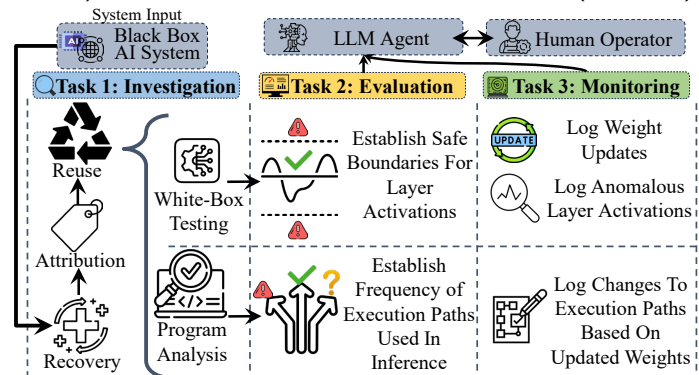 System Input
Black Box
AI System
LLM Agent
Human Operator
Task 1: Investigation
Task 2: Evaluation
Task 3: Monitoring
Reuse
Attribution
Recovery
White-Box
Testing
Program
Analysis
Establish Safe
Boundaries For
Layer
Activations
Establish
Frequency of
Execution Paths
Used In
Inference
UPDATE
Log Weight
Updates
Log Anomalous
Layer Activations
Log Changes To
Execution Paths
Based On
Updated Weights